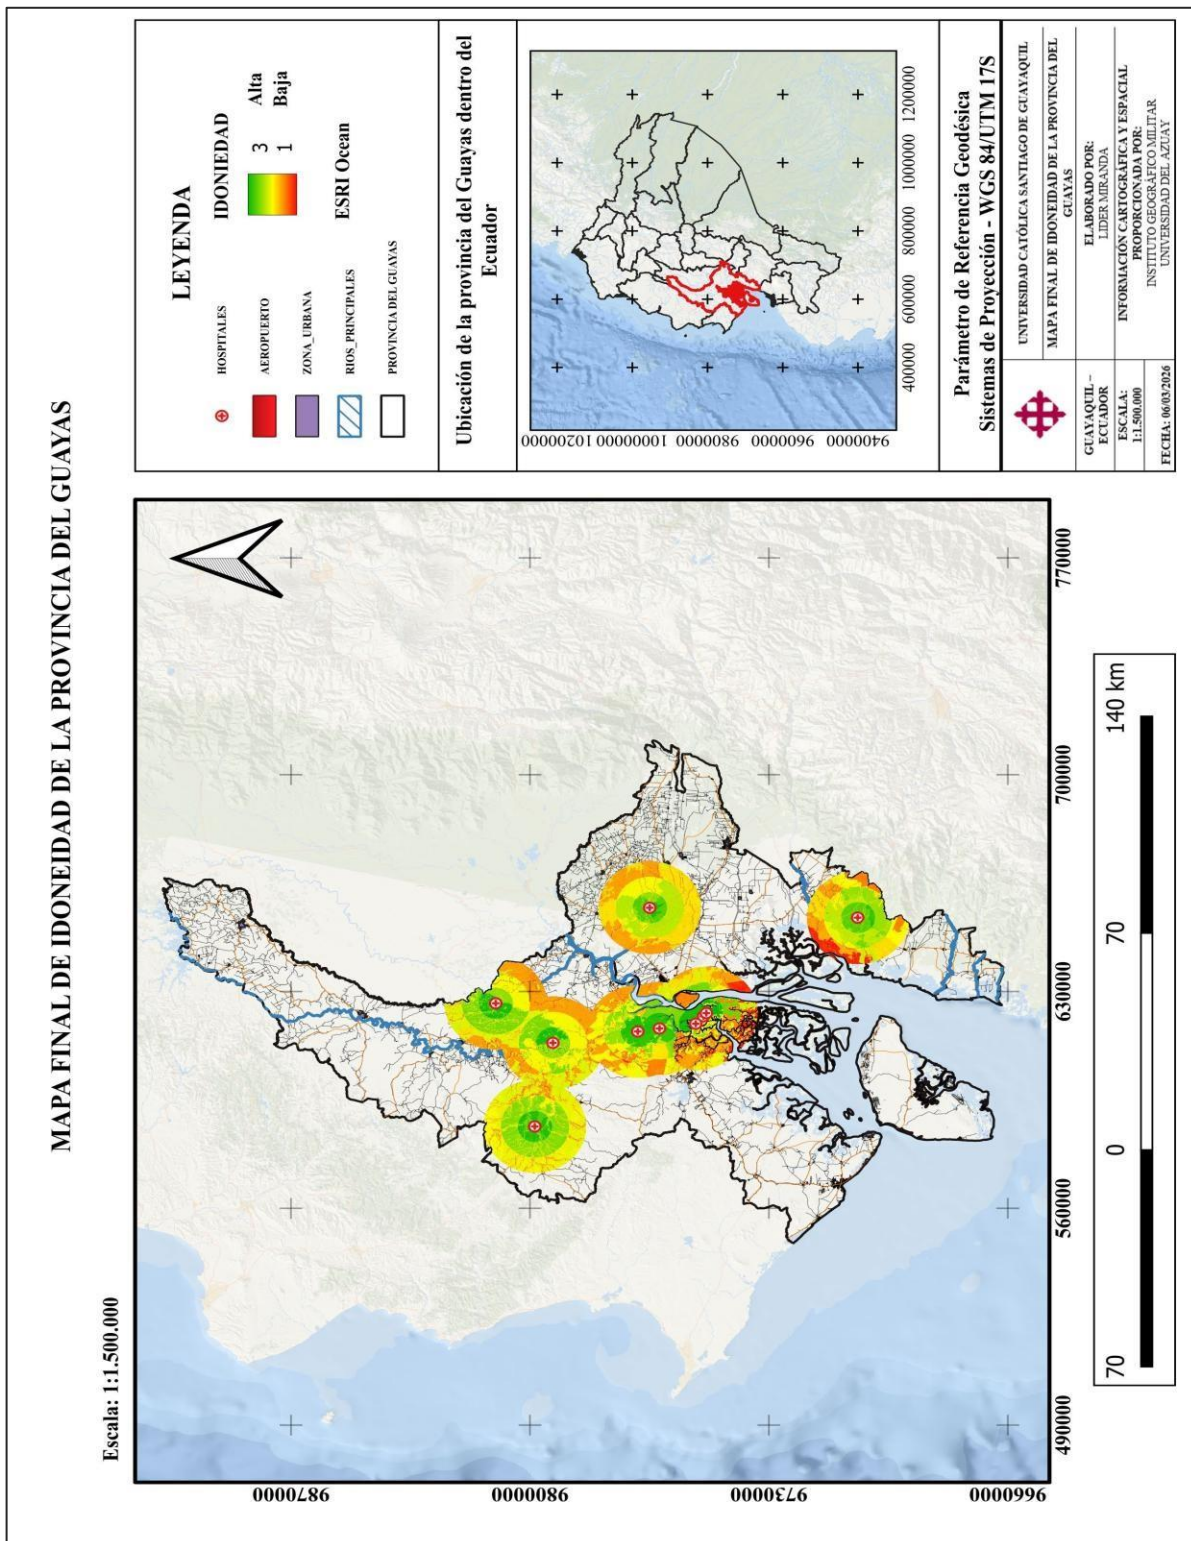 MAPA FINAL DE IDONEIDAD DE LA PROVINCIA DEL GUAYAS
Escala: 1:1.500.000
9870000
9800000
9730000
9660000
490000
560000
630000
700000
770000
70
0
70
140 km
LEYENDA
HOSPITALES
AEROPUERTO
ZONA_URBANA
RIOS_PRINCIPALES
PROVINCIA DEL GUAYAS
IDONIEDAD
3 Alta
1 Baja
ESRI Ocean
Ubicación de la provincia del Guayas dentro del
Ecuador
10200000
10000000
9800000
9600000
9400000
400000
600000
800000
1000000
1200000
Parámetro de Referencia Geodésica
Sistemas de Proyección - WGS 84/UTM 17S
UNIVERSIDAD CATÓLICA SANTIAGO DE GUAYAQUIL
MAPA FINAL DE IDONEIDAD DE LA PROVINCIA DEL
GUAYAS
GUAYAQUIL –
ECUADOR
ELABORADO POR:
LIDER MIRANDA
ESCALA:
1:1.500.000
INFORMACIÓN CARTOGRÁFICA Y ESPACIAL
PROPORCIONADA POR:
INSTITUTO GEOGRÁFICO MILITAR
UNIVERSIDAD DEL AZUAY
FECHA: 06/03/2026